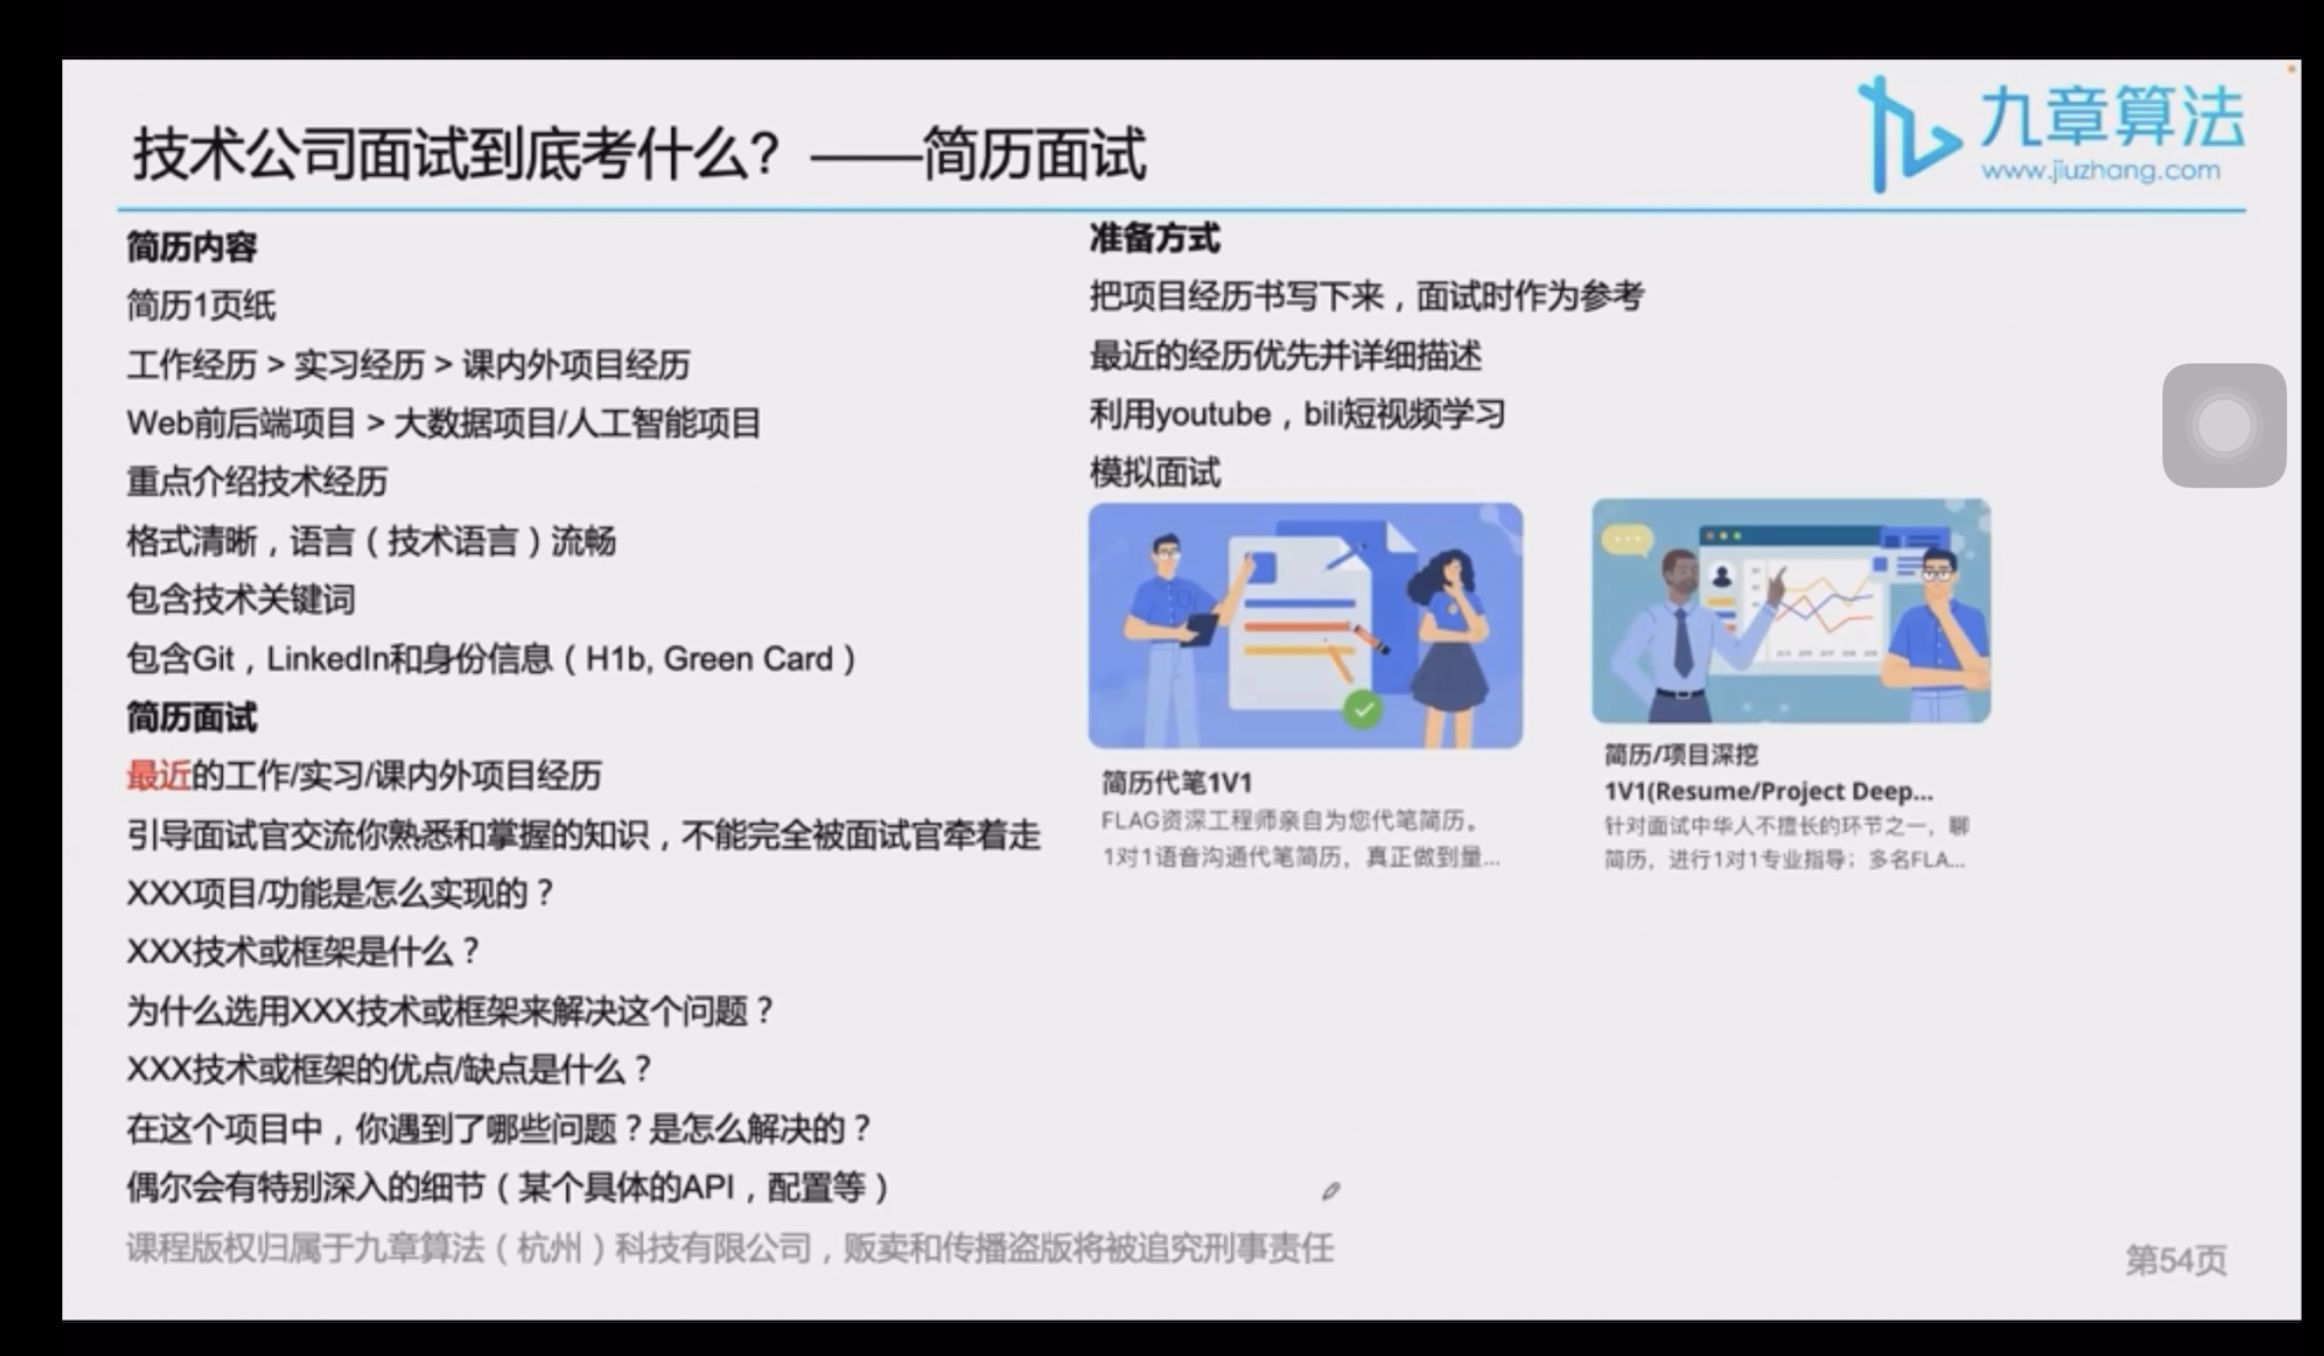 技术公司面试到底考什么？——简历面试
九章算法
www.jiuzhang.com
简历内容
简历1页纸
工作经历 > 实习经历 > 课内外项目经历
Web前后端项目 > 大数据项目/人工智能项目
重点介绍技术经历
格式清晰，语言（技术语言）流畅
包含技术关键词
包含Git，LinkedIn和身份信息（H1b, Green Card）
简历面试
最近的工作/实习/课内外项目经历
引导面试官交流你熟悉和掌握的知识，不能完全被面试官牵着走
XXX项目/功能是怎么实现的？
XXX技术或框架是什么？
为什么选用XXX技术或框架来解决这个问题？
XXX技术或框架的优点/缺点是什么？
在这个项目中，你遇到了哪些问题？是怎么解决的？
偶尔会有特别深入的细节（某个具体的API，配置等）
准备方式
把项目经历书写下来，面试时作为参考
最近的经历优先并详细描述
利用youtube，bili短视频学习
模拟面试
简历代笔1V1
FLAG资深工程师亲自为您代笔简历。
1对1语音沟通代笔简历，真正做到量...
简历/项目深挖
1V1(Resume/Project Deep...
针对面试中华人不擅长的环节之一，聊
简历，进行1对1专业指导；多名FLA...
课程版权归属于九章算法（杭州）科技有限公司，贩卖和传播盗版将被追究刑事责任
第54页